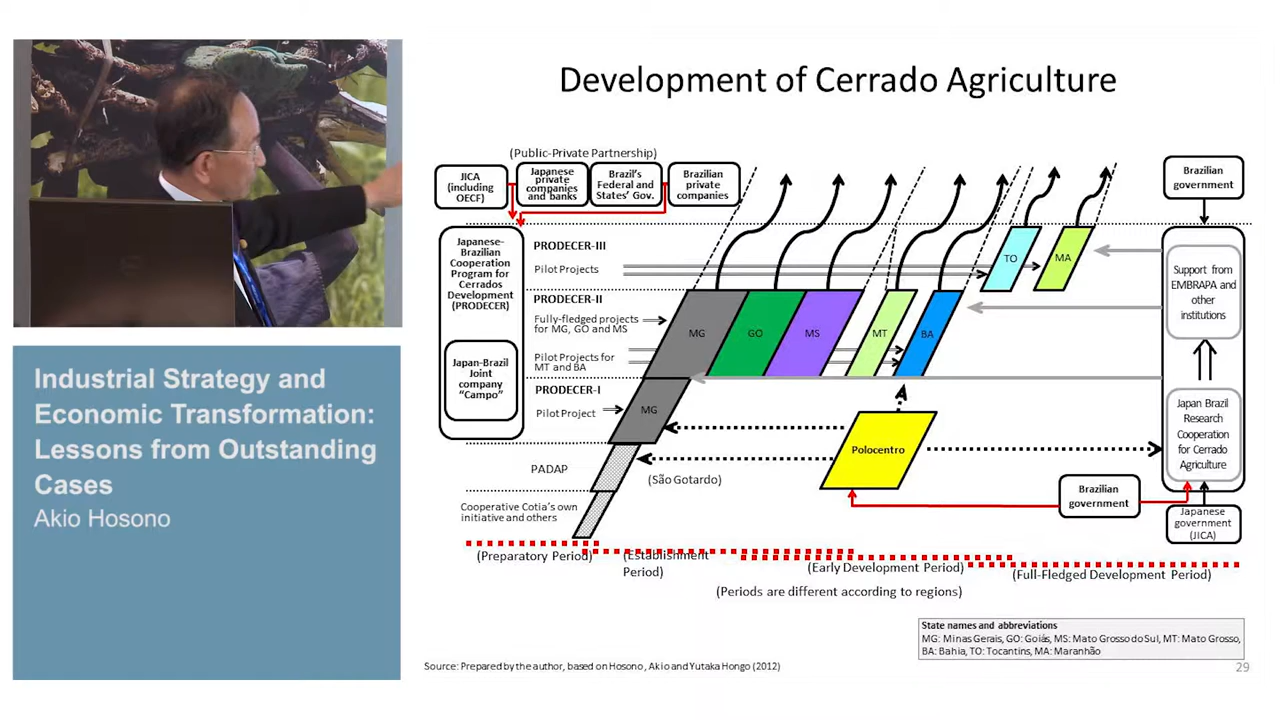 Development of Cerrado Agriculture
(Public-Private Partnership)
JICA
(including
OECF)
Japanese
private
companies
and banks
Brazil's
Federal and
States' Gov.
Brazilian
private
companies
Brazilian
government
Japanese-
Brazilian
Cooperation
Program for
Cerrados
Development
(PRODECER)
Japan-Brazil
Joint
company
"Campo"
PRODECER-III
Pilot Projects
TO
MA
PRODECER-II
Fully-fledged projects
for MG, GO and MS
Pilot Projects for
MT and BA
MG
GO
MS
MT
BA
PRODECER-I
Pilot Project
MG
PADAP
(São Gotardo)
Cooperative Cotia's own
initiative and others
Polocentro
Support from
EMBRAPA and
other
institutions
Japan Brazil
Research
Cooperation
for Cerrado
Agriculture
Brazilian
government
Japanese
government
(JICA)
(Preparatory Period)
(Establishment
Period)
(Early Development Period)
(Full-Fledged Development Period)
(Periods are different according to regions)
State names and abbreviations
MG: Minas Gerais, GO: Goiás, MS: Mato Grosso do Sul, MT: Mato Grosso,
BA: Bahia, TO: Tocantins, MA: Maranhão
Source: Prepared by the author, based on Hosono, Akio and Yutaka Hongo (2012)
29
Industrial Strategy and
Economic Transformation:
Lessons from Outstanding
Cases
Akio Hosono